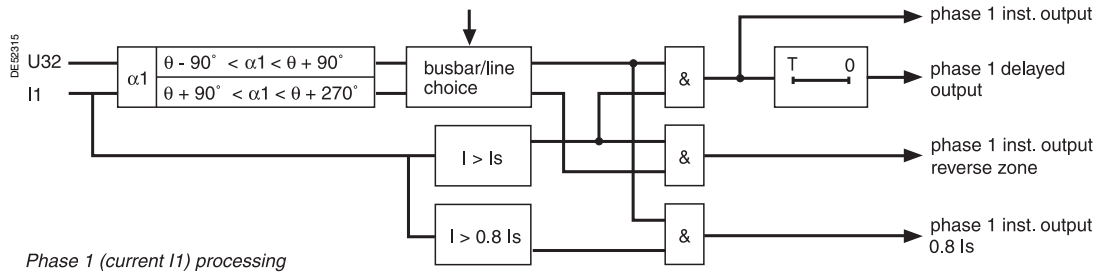 phase 1 inst. output
DE52315
U32
I1
α1
θ - 90˚ < α1 < θ + 90˚
θ + 90˚ < α1 < θ + 270˚
busbar/line
choice
&
T 0
phase 1 delayed
output
I > Is
&
phase 1 inst. output
reverse zone
I > 0.8 Is
&
phase 1 inst. output
0.8 Is
Phase 1 (current I1) processing